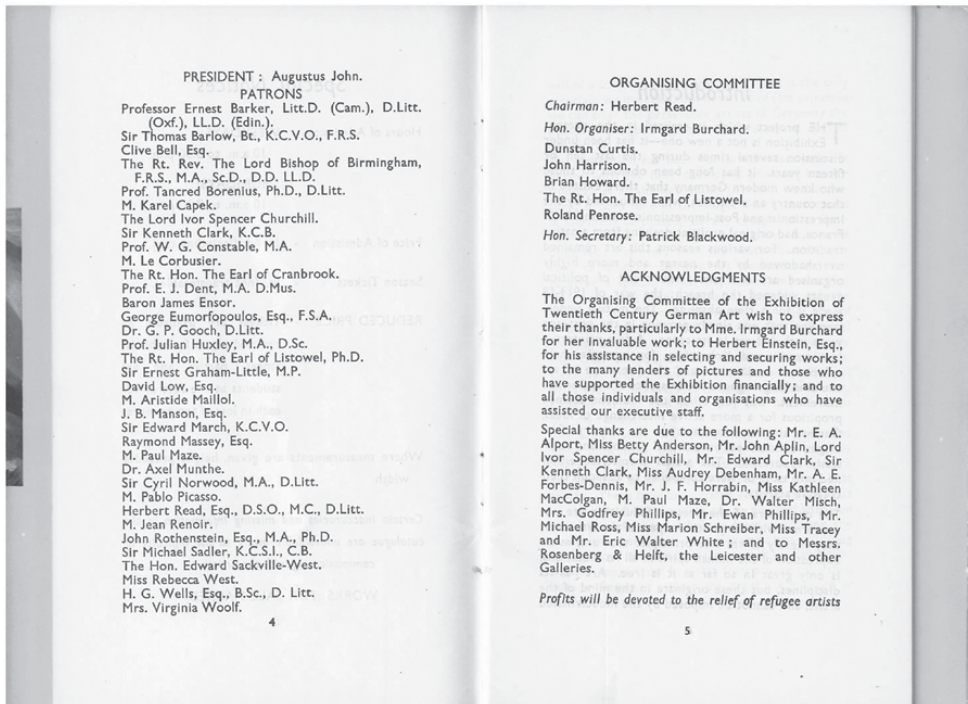 PRESIDENT : Augustus John.
PATRONS
Professor Ernest Barker, Litt.D. (Cam.), D.Litt.
(Oxf.), LL.D. (Edin.).
Sir Thomas Barlow, Bt., K.C.V.O., F.R.S.
Clive Bell, Esq.
The Rt. Rev. The Lord Bishop of Birmingham,
F.R.S., M.A., Sc.D., D.D. LL.D.
Prof. Tancred Borenius, Ph.D., D.Litt.
M. Karel Capek.
The Lord Ivor Spencer Churchill.
Sir Kenneth Clark, K.C.B.
Prof. W. G. Constable, M.A.
M. Le Corbusier.
The Rt. Hon. The Earl of Cranbrook.
Prof. E. J. Dent, M.A. D.Mus.
Baron James Ensor.
George Eumorfopoulos, Esq., F.S.A.
Dr. G. P. Gooch, D.Litt.
Prof. Julian Huxley, M.A., D.Sc.
The Rt. Hon. The Earl of Listowel, Ph.D.
Sir Ernest Graham-Little, M.P.
David Low, Esq.
M. Aristide Maillol.
J. B. Manson, Esq.
Sir Edward March, K.C.V.O.
Raymond Massey, Esq.
M. Paul Maze.
Dr. Axel Munthe.
Sir Cyril Norwood, M.A., D.Litt.
M. Pablo Picasso.
Herbert Read, Esq., D.S.O., M.C., D.Litt.
M. Jean Renoir.
John Rothenstein, Esq., M.A., Ph.D.
Sir Michael Sadler, K.C.S.I., C.B.
The Hon. Edward Sackville-West.
Miss Rebecca West.
H. G. Wells, Esq., B.Sc., D. Litt.
Mrs. Virginia Woolf.
4
ORGANISING COMMITTEE
Chairman: Herbert Read.
Hon. Organiser: Irmgard Burchard.
Dunstan Curtis.
John Harrison.
Brian Howard.
The Rt. Hon. The Earl of Listowel.
Roland Penrose.
Hon. Secretary: Patrick Blackwood.
ACKNOWLEDGMENTS
The Organising Committee of the Exhibition of
Twentieth Century German Art wish to express
their thanks, particularly to Mme. Irmgard Burchard
for her invaluable work; to Herbert Einstein, Esq.,
for his assistance in selecting and securing works;
to the many lenders of pictures and those who
have supported the Exhibition financially; and to
all those individuals and organisations who have
assisted our executive staff.
Special thanks are due to the following: Mr. E. A.
Alport, Miss Betty Anderson, Mr. John Aplin, Lord
Ivor Spencer Churchill, Mr. Edward Clark, Sir
Kenneth Clark, Miss Audrey Debenham, Mr. A. E.
Forbes-Dennis, Mr. J. F. Horrabin, Miss Kathleen
MacColgan, M. Paul Maze, Dr. Walter Misch,
Mrs. Godfrey Phillips, Mr. Ewan Phillips, Mr.
Michael Ross, Miss Marion Schreiber, Miss Tracey
and Mr. Eric Walter White ; and to Messrs.
Rosenberg & Helft, the Leicester and other
Galleries.
Profits will be devoted to the relief of refugee artists
5